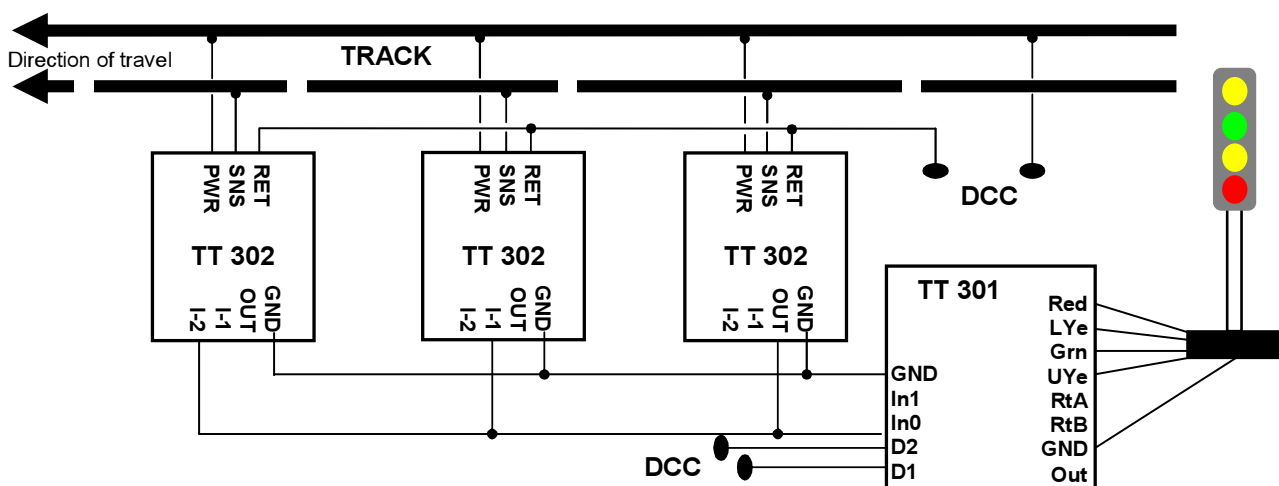 Direction of travel
TRACK
PWR
SNS
RET
TT 302
I-2
I-1
OUT
GND
PWR
SNS
RET
TT 302
I-2
I-1
OUT
GND
PWR
SNS
RET
TT 302
I-2
I-1
OUT
GND
DCC
TT 301
Red
LYe
Grn
UYe
RtA
RtB
GND
Out
GND
In1
In0
D2
D1
DCC